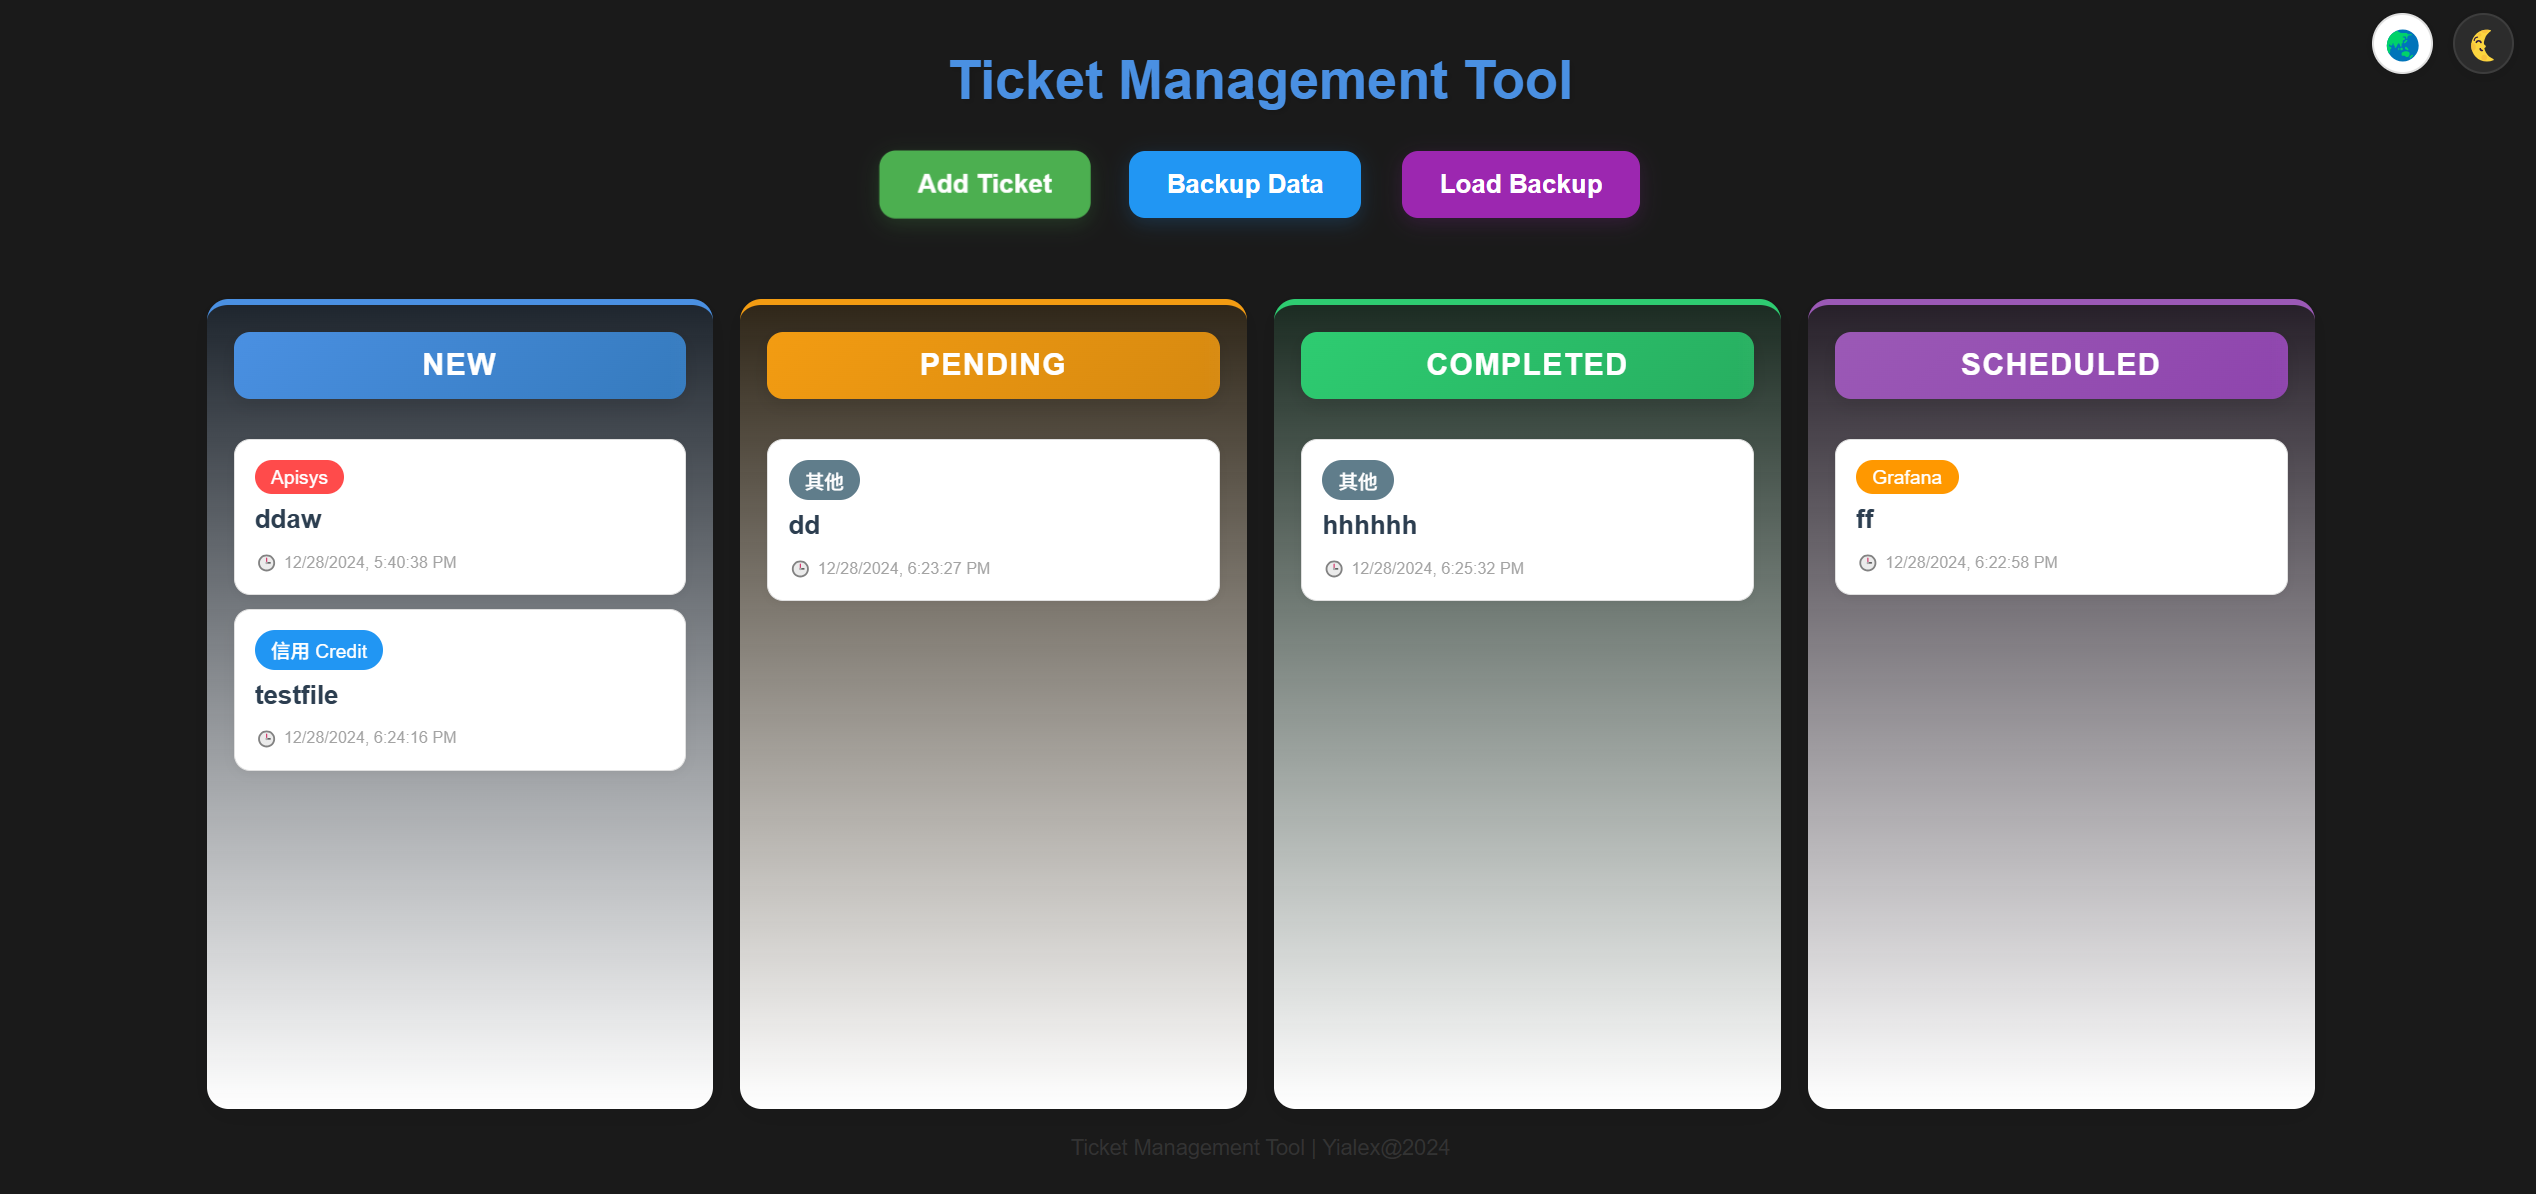 Ticket Management Tool
Add Ticket
Backup Data
Load Backup
NEW
Apisys
ddaw
12/28/2024, 5:40:38 PM
信用 Credit
testfile
12/28/2024, 6:24:16 PM
PENDING
其他
dd
12/28/2024, 6:23:27 PM
COMPLETED
其他
hhhhhh
12/28/2024, 6:25:32 PM
SCHEDULED
Grafana
ff
12/28/2024, 6:22:58 PM
Ticket Management Tool | Yialex@2024